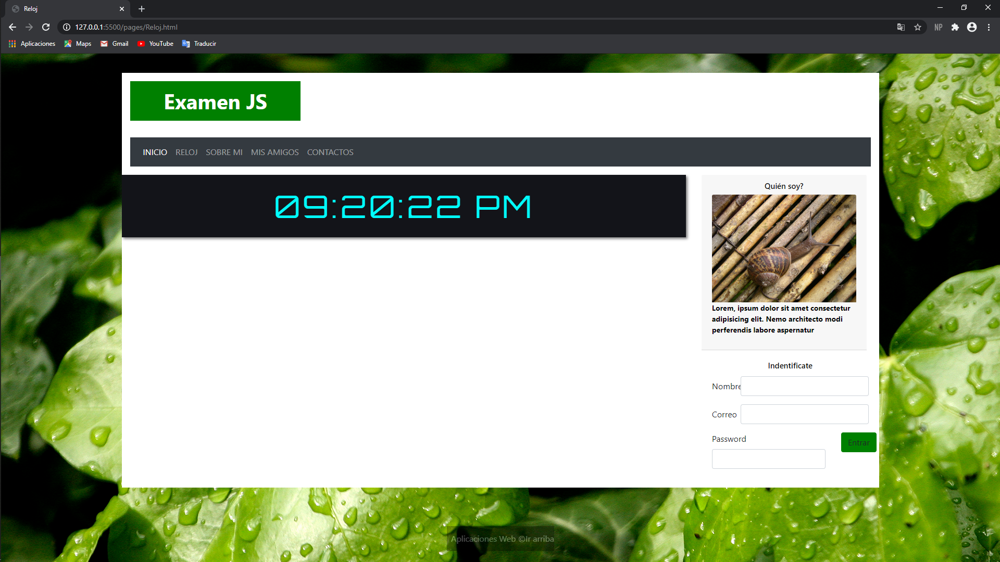 Reloj
127.0.0.1:5500/pages/Reloj.html
NP
Aplicaciones Maps Gmail YouTube Traducir
Examen JS
INICIO RELOJ SOBRE MI MIS AMIGOS CONTACTOS
09:20:22 PM
Quién soy?
Lorem, ipsum dolor sit amet consectetur
adipisicing elit. Nemo architecto modi
perferendis labore aspernatur
Indentificate
Nombre
Correo
Password
Entrar
Aplicaciones Web ©Ir arriba